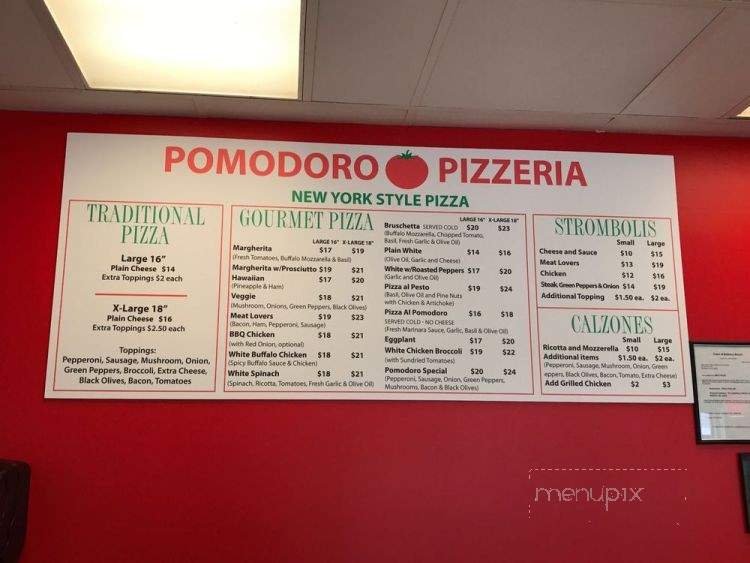 POMODORO PIZZERIA
NEW YORK STYLE PIZZA
TRADITIONAL
PIZZA
Large 16"
Plain Cheese $14
Extra Toppings $2 each
X-Large 18"
Plain Cheese $16
Extra Toppings $2.50 each
Toppings:
Pepperoni, Sausage, Mushroom, Onion,
Green Peppers, Broccoli, Extra Cheese,
Black Olives, Bacon, Tomatoes
GOURMET PIZZA
LARGE 16" X-LARGE 18"
Margherita $17 $19
(Fresh Tomatoes, Buffalo Mozzarella & Basil)
Margherita w/Prosciutto $19 $21
Hawaiian $17 $20
(Pineapple & Ham)
Veggie $18 $21
(Mushroom, Onions, Green Peppers, Black Olives)
Meat Lovers $19 $23
(Bacon, Ham, Pepperoni, Sausage)
BBQ Chicken $18 $21
(with Red Onion, optional)
White Buffalo Chicken $18 $21
(Spicy Buffalo Sauce & Chicken)
White Spinach $18 $21
(Spinach, Ricotta, Tomatoes, Fresh Garlic & Olive Oil)
LARGE 16" X-LARGE 18"
Bruschetta SERVED COLD $20 $23
(Buffalo Mozzarella, Chopped Tomato,
Basil, Fresh Garlic & Olive Oil)
Plain White $14 $16
(Olive Oil, Garlic and Cheese)
White w/Roasted Peppers $17 $20
(Garlic and Olive Oil)
Pizza al Pesto $19 $24
(Basil, Olive Oil and Pine Nuts
with Chicken & Artichoke)
Pizza Al Pomodoro $16 $18
SERVED COLD - NO CHEESE
(Fresh Marinara Sauce, Garlic, Basil & Olive Oil)
Eggplant $17 $20
White Chicken Broccoli $19 $22
(with Sundried Tomatoes)
Pomodoro Special $20 $24
(Pepperoni, Sausage, Onion, Green Peppers,
Mushrooms, Bacon & Black Olives)
STROMBOLIS
Small Large
Cheese and Sauce $10 $15
Meat Lovers $13 $19
Chicken $12 $16
Steak, Green Peppers & Onion $14 $19
Additional Topping $1.50 ea. $2 ea.
CALZONES
Small Large
Ricotta and Mozzerella $10 $15
Additional items $1.50 ea. $2 ea.
(Pepperoni, Sausage, Mushroom, Onion, Green
eppers, Black Olives, Bacon, Tomato, Extra Cheese)
Add Grilled Chicken $2 $3
menupix